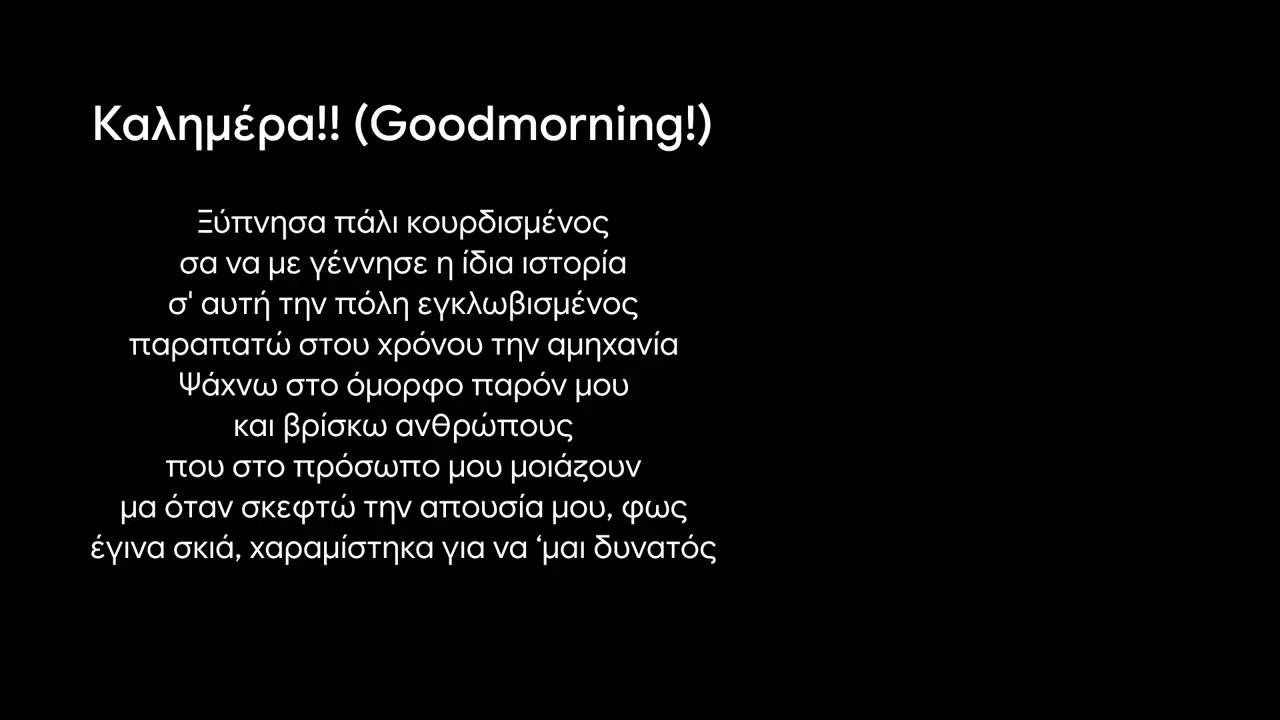 Καλημέρα!! (Goodmorning!)
Ξύπνησα πάλι κουρδισμένος
σα να με γέννησε η ίδια ιστορία
σ' αυτή την πόλη εγκλωβισμένος
παραπατώ στου χρόνου την αμηχανία
Ψάχνω στο όμορφο παρόν μου
και βρίσκω ανθρώπους
που στο πρόσωπο μου μοιάζουν
μα όταν σκεφτώ την απουσία μου, φως
έγινα σκιά, χαραμίστηκα για να ‘μαι δυνατός